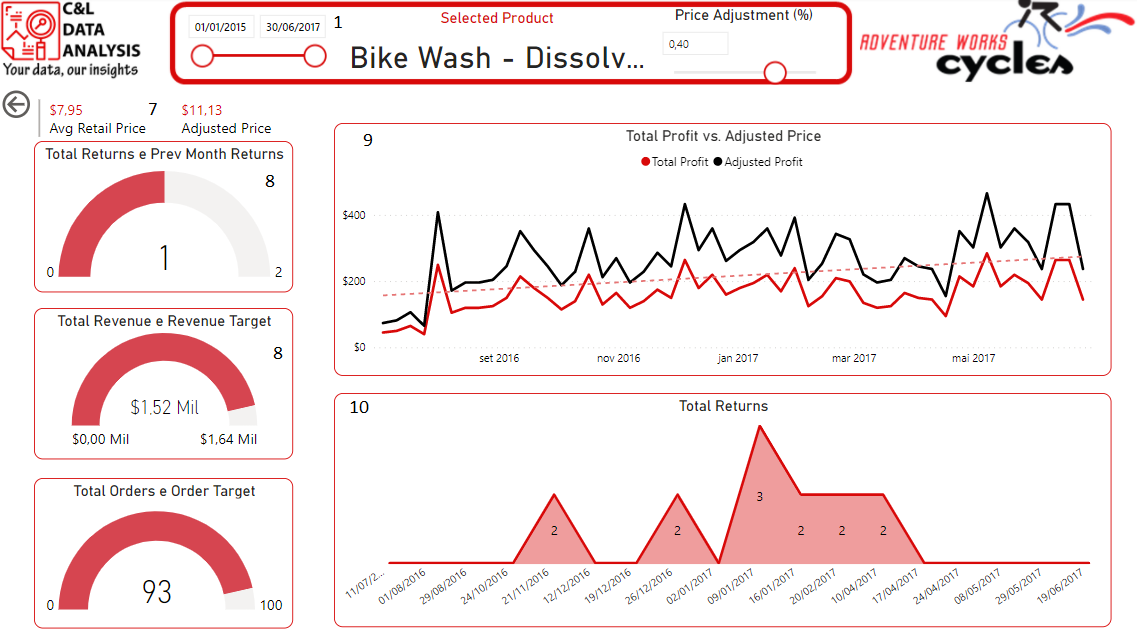 C&L
DATA
ANALYSIS
Your data, our insights
01/01/2015 30/06/2017
1
Selected Product
Bike Wash - Dissolv...
Price Adjustment (%)
0,40
ADVENTURE WORKS
cycles
$7,95
Avg Retail Price
7
$11,13
Adjusted Price
Total Returns e Prev Month Returns
8
1
0 2
Total Revenue e Revenue Target
8
$1,52 Mil
$0,00 Mil $1,64 Mil
Total Orders e Order Target
93
0 100
9
Total Profit vs. Adjusted Price
Total Profit Adjusted Profit
$400
$200
$0
set 2016 nov 2016 jan 2017 mar 2017 mai 2017
10
Total Returns
3
2 2 2 2 2
11/07/2... 01/08/2016 29/08/2016 24/10/2016 21/11/2016 12/12/2016 19/12/2016 26/12/2016 02/01/2017 09/01/2017 16/01/2017 20/02/2017 10/04/2017 17/04/2017 24/04/2017 08/05/2017 29/05/2017 19/06/2017